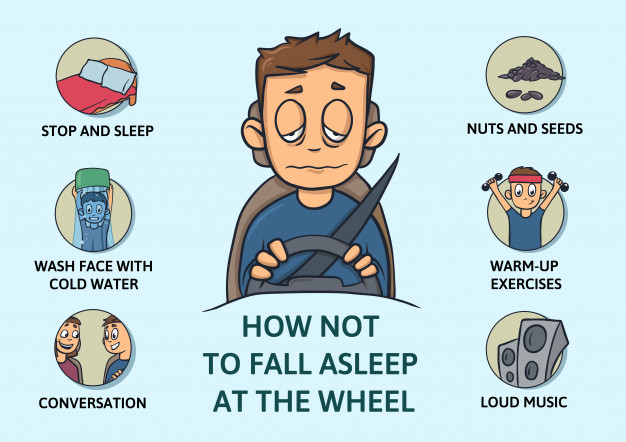 STOP AND SLEEP
WASH FACE WITH
COLD WATER
CONVERSATION
HOW NOT
TO FALL ASLEEP
AT THE WHEEL
NUTS AND SEEDS
WARM-UP
EXERCISES
LOUD MUSIC